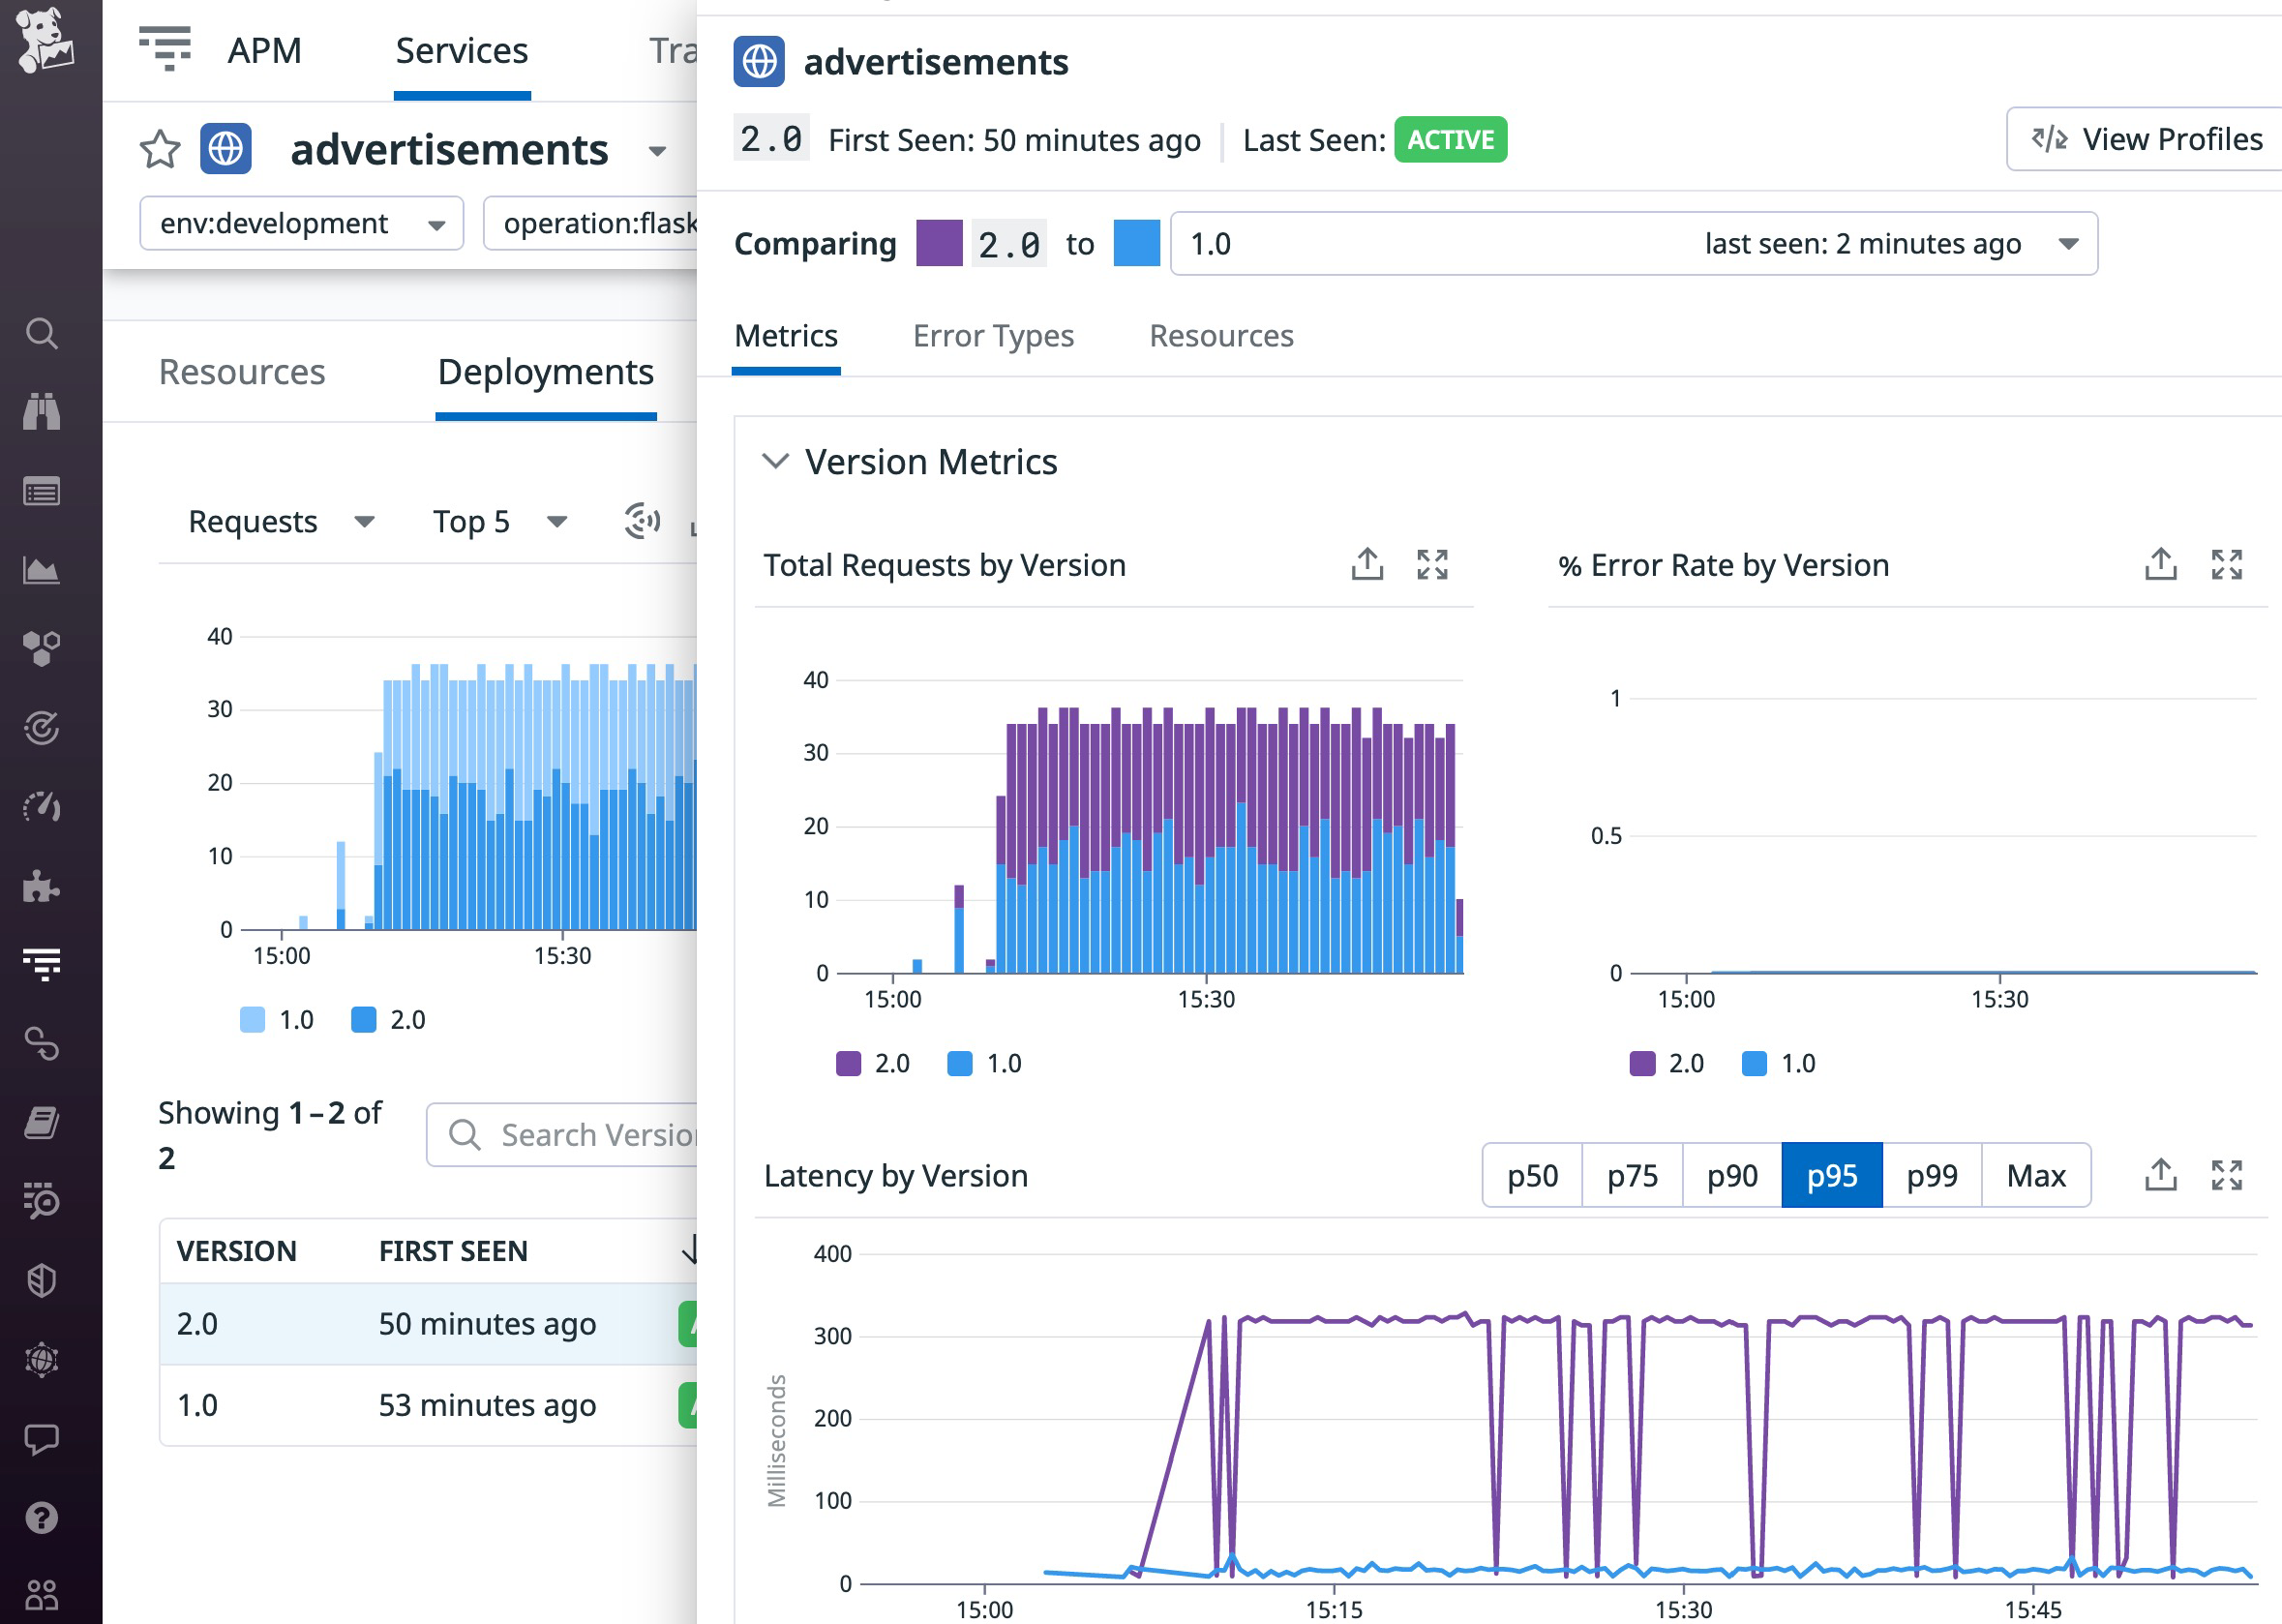 APM
Services
advertisements
env:development
Resources
Deployments
Requests
Top 5
40
30
20
10
0
15:00 15:30
1.0 2.0
Showing 1–2 of
2
Search
VERSION FIRST SEEN
2.0 50 minutes ago
1.0 53 minutes ago
advertisements
2.0 First Seen: 50 minutes ago Last Seen: ACTIVE
View Profiles
Comparing 2.0 to 1.0 last seen: 2 minutes ago
Metrics Error Types Resources
Version Metrics
Total Requests by Version
40
30
20
10
0
15:00 15:30
2.0 1.0
% Error Rate by Version
1
0.5
0
15:00 15:30
2.0 1.0
Latency by Version
p50 p75 p90 p95 p99 Max
400
300
200
100
0
Milliseconds
15:00 15:15 15:30 15:45